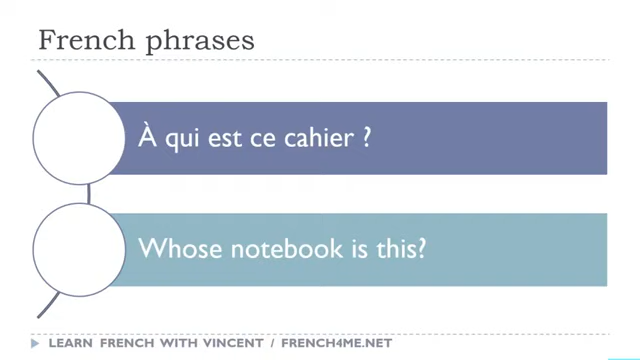 French phrases
À qui est ce cahier ?
Whose notebook is this?
LEARN FRENCH WITH VINCENT / FRENCH4ME.NET